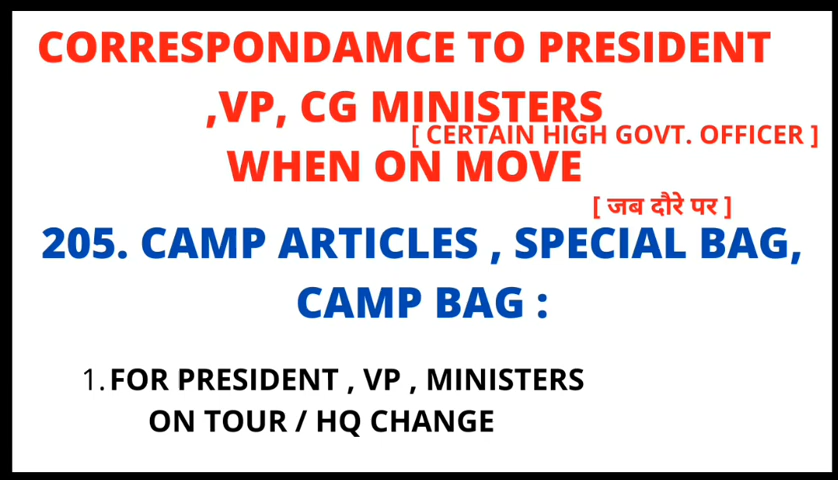 CORRESPONDAMCE TO PRESIDENT
,VP, CG MINISTERS
[ CERTAIN HIGH GOVT. OFFICER ]
WHEN ON MOVE
[ जब दौरे पर ]
205. CAMP ARTICLES , SPECIAL BAG,
CAMP BAG :
1. FOR PRESIDENT , VP , MINISTERS
ON TOUR / HQ CHANGE